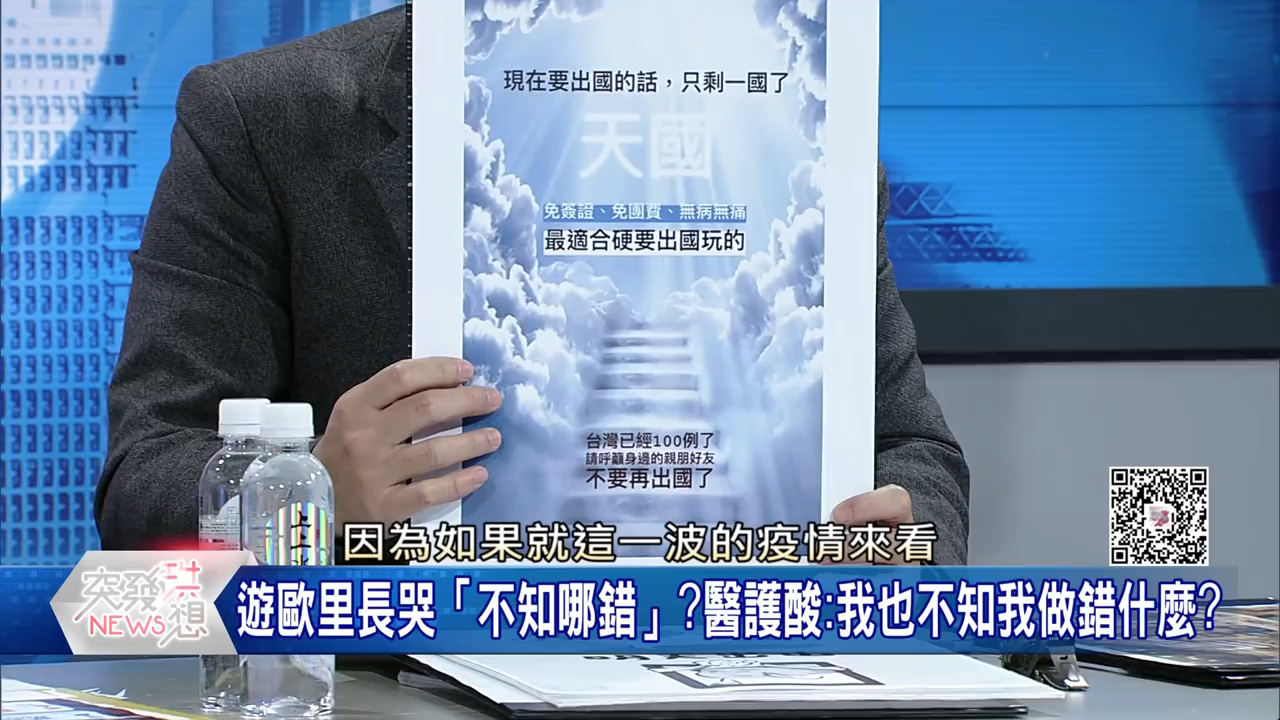 現在要出國的話，只剩一國了
天國
免簽證、免團費、無病無痛
最適合硬要出國玩的
台灣已經100例了
請呼籲身邊的親朋好友
不要再出國了
因為如果就這一波的疫情來看
突發琪想
NEWS
遊歐里長哭「不知哪錯」?醫護酸:我也不知我做錯什麼?